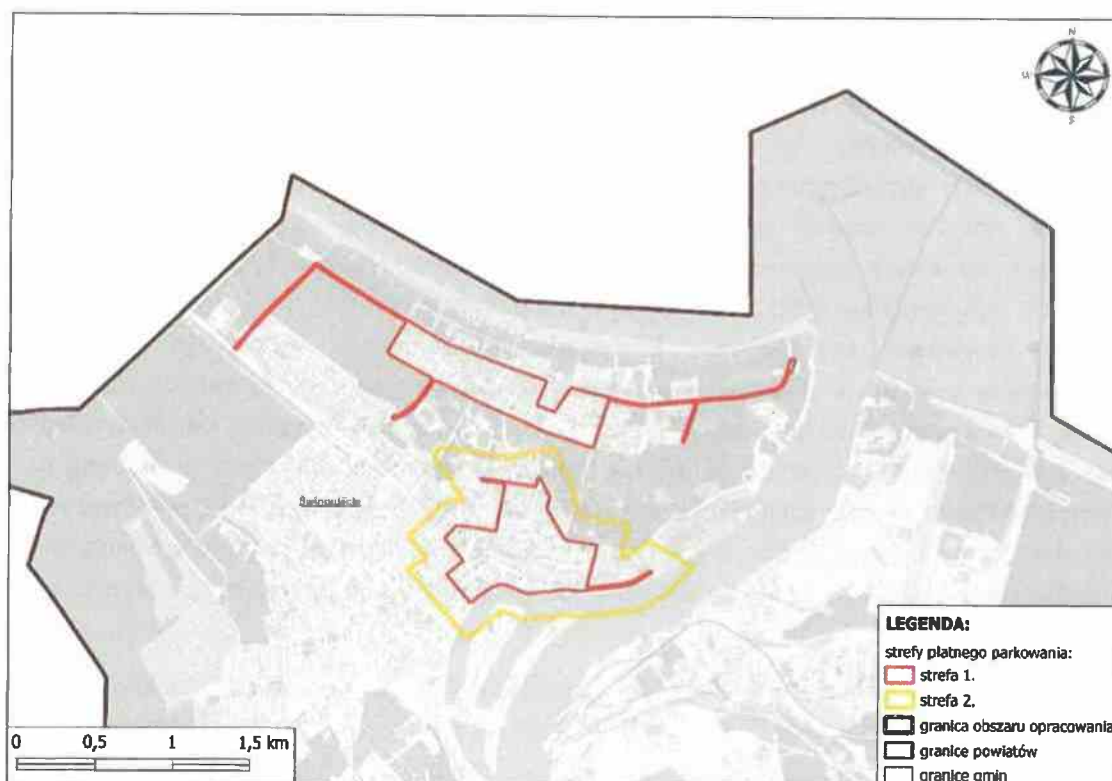 N
S
Świnoujście
LEGENDA:
strefy płatnego parkowania:
strefa 1.
strefa 2.
granica obszaru opracowania
granice powiatów
granice gmin
0 0,5 1 1,5 km